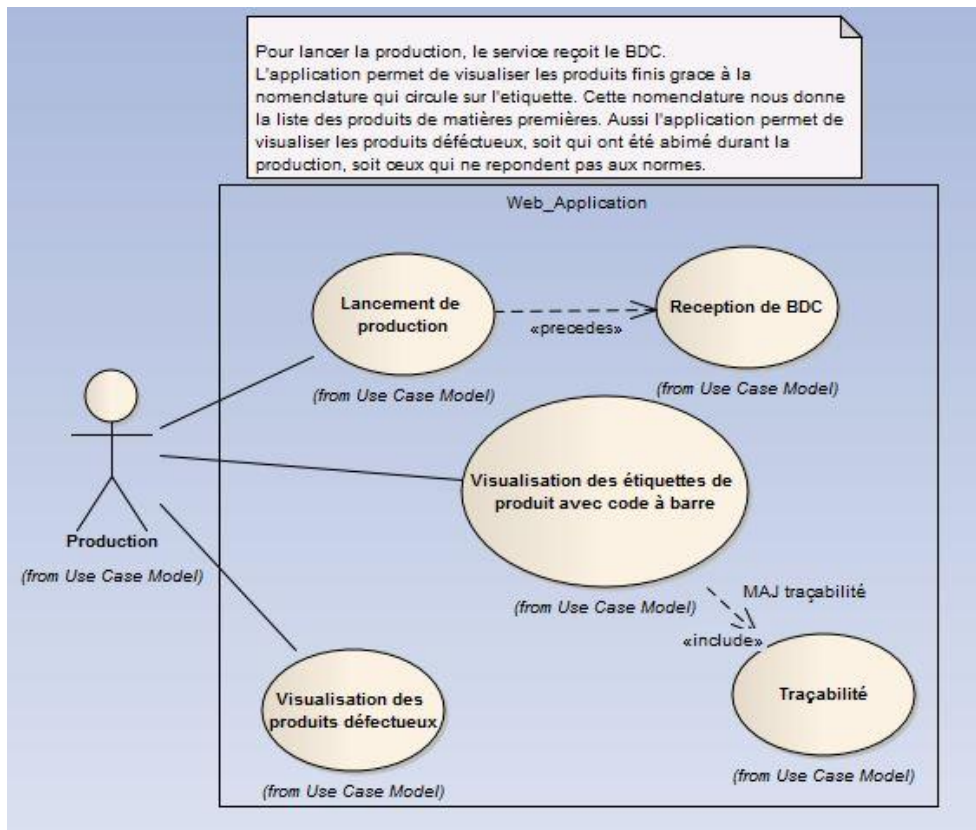 Pour lancer la production, le service reçoit le BDC.
L'application permet de visualiser les produits finis grace à la
nomenclature qui circule sur l'etiquette. Cette nomenclature nous donne
la liste des produits de matières premières. Aussi l'application permet de
visualiser les produits déféctueux, soit qui ont été abimé durant la
production, soit ceux qui ne repondent pas aux normes.
Web_Application
Lancement de
production
(from Use Case Model)
«precedes»
Reception de BDC
(from Use Case Model)
Visualisation des étiquettes de
produit avec code à barre
(from Use Case Model)
Production
(from Use Case Model)
MAJ traçabilité
«include»
Traçabilité
(from Use Case Model)
Visualisation des
produits défectueux
(from Use Case Model)